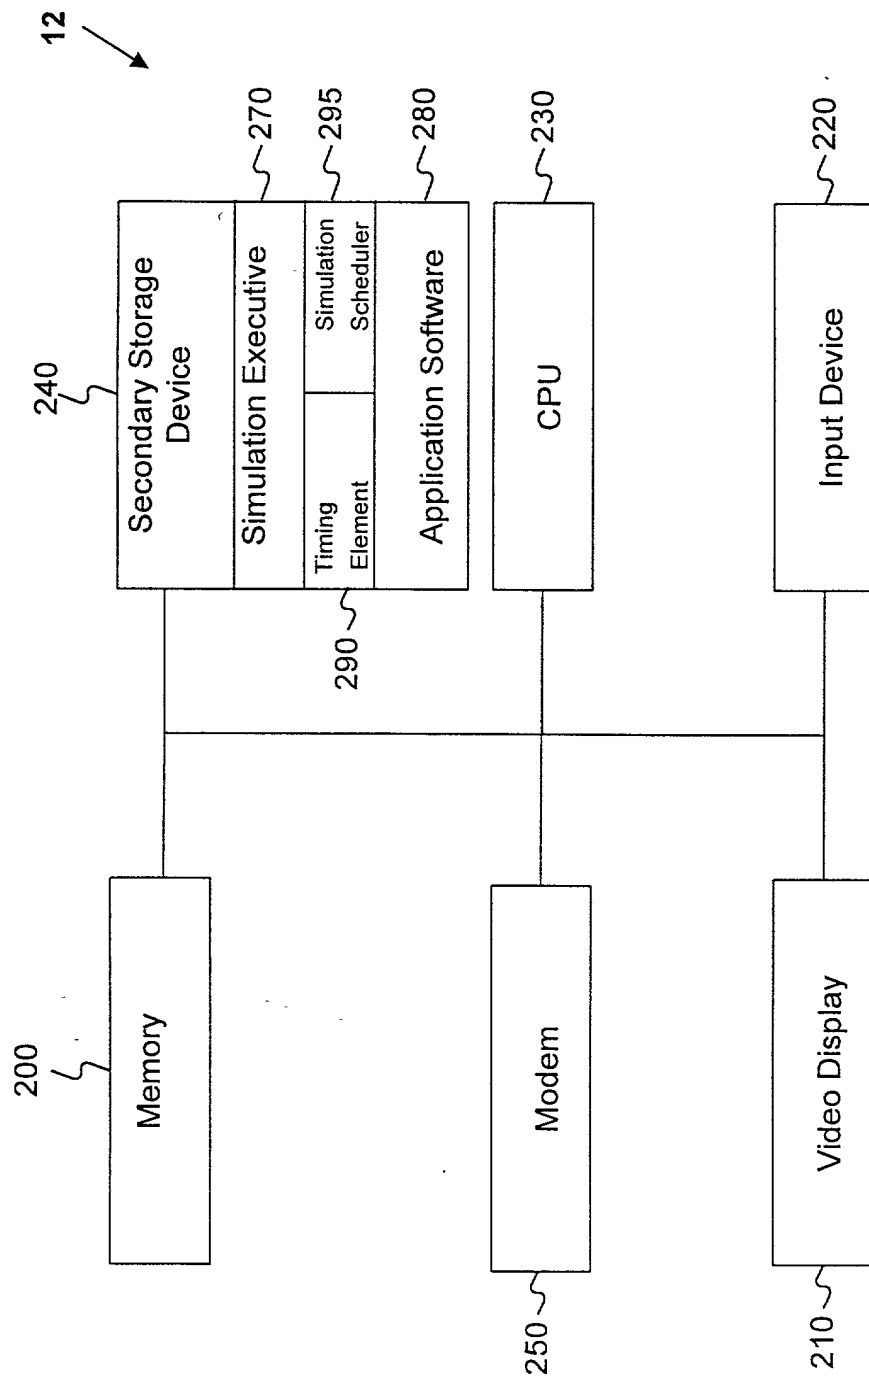 12
200
Memory
240
Secondary Storage
Device
Simulation Executive
270
Timing
Element
290
Simulation
Scheduler
295
Application Software
280
250
Modem
CPU
230
210
Video Display
Input Device
220